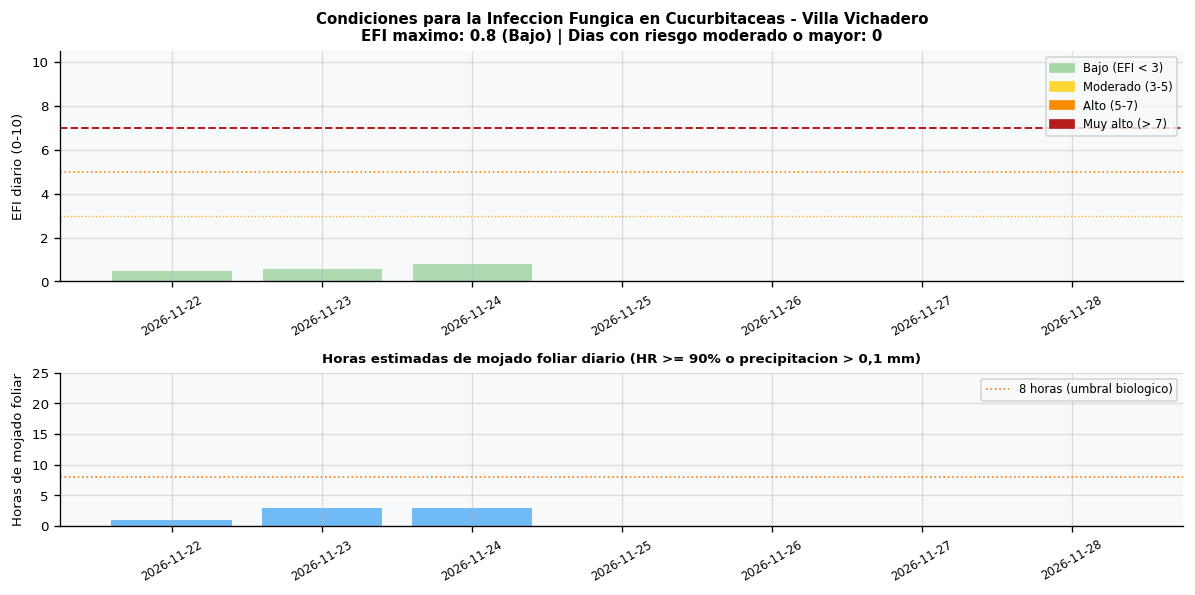 Condiciones para la Infeccion Fungica en Cucurbitaceas - Villa Vichadero
EFI maximo: 0.8 (Bajo) | Dias con riesgo moderado o mayor: 0
EFI diario (0-10)
10
8
6
4
2
0
Bajo (EFI < 3)
Moderado (3-5)
Alto (5-7)
Muy alto (> 7)
2026-11-22
2026-11-23
2026-11-24
2026-11-25
2026-11-26
2026-11-27
2026-11-28
Horas estimadas de mojado foliar diario (HR >= 90% o precipitacion > 0,1 mm)
Horas de mojado foliar
25
20
15
10
5
0
8 horas (umbral biologico)
2026-11-22
2026-11-23
2026-11-24
2026-11-25
2026-11-26
2026-11-27
2026-11-28